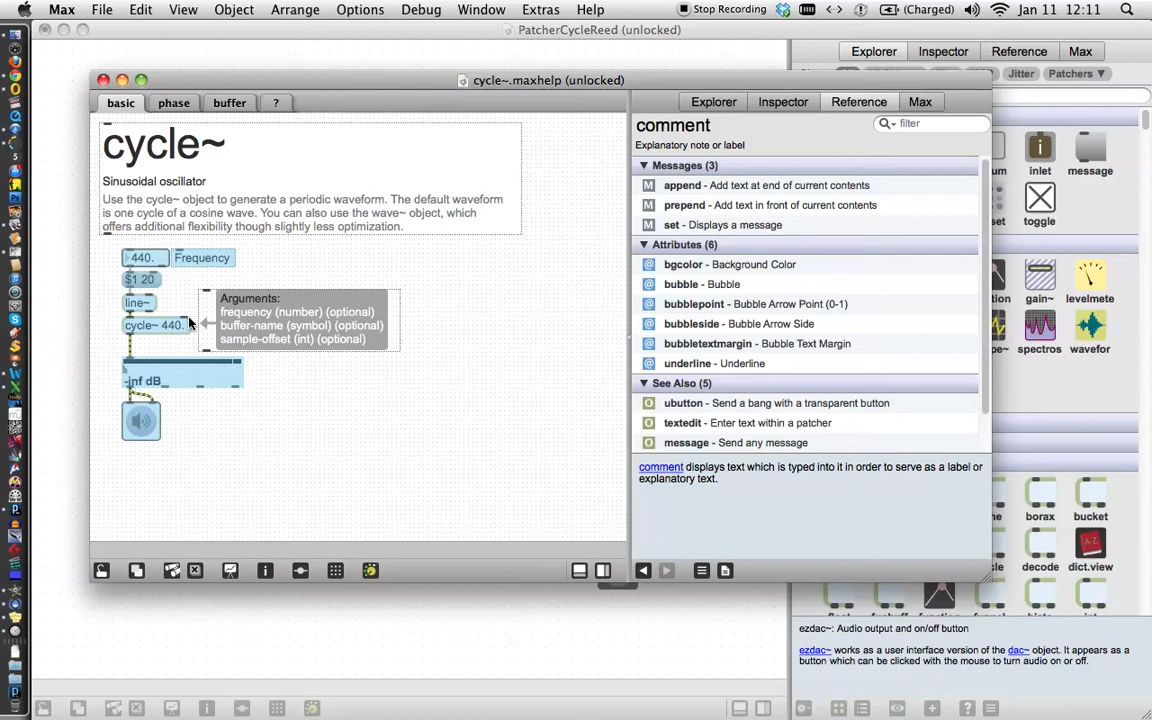 Max File Edit View Object Arrange Options Debug Window Extras Help
Stop Recording (Charged) Jan 11 12:11
PatcherCycleReed (unlocked)
Explorer Inspector Reference Max
Jitter Patchers ▼
cycle~.maxhelp (unlocked)
basic phase buffer ?
Explorer Inspector Reference Max
cycle~
Sinusoidal oscillator
Use the cycle~ object to generate a periodic waveform. The default waveform
is one cycle of a cosine wave. You can also use the wave~ object, which
offers additional flexibility though slightly less optimization.
440. Frequency
$1 20
line~
cycle~ 440.
Arguments:
frequency (number) (optional)
buffer-name (symbol) (optional)
sample-offset (int) (optional)
-inf dB
comment
filter
Explanatory note or label
Messages (3)
append - Add text at end of current contents
prepend - Add text in front of current contents
set - Displays a message
Attributes (6)
bgcolor - Background Color
bubble - Bubble
bubblepoint - Bubble Arrow Point (0-1)
bubbleside - Bubble Arrow Side
bubbletextmargin - Bubble Text Margin
underline - Underline
See Also (5)
ubutton - Send a bang with a transparent button
textedit - Enter text within a patcher
message - Send any message
comment displays text which is typed into it in order to serve as a label or
explanatory text.
inlet message
toggle
gain~ levelmete
spectros wavefor
borax bucket
decode dict.view
ezdac~: Audio output and on/off button
ezdac~ works as a user interface version of the dac~ object. It appears as a
button which can be clicked with the mouse to turn audio on or off.